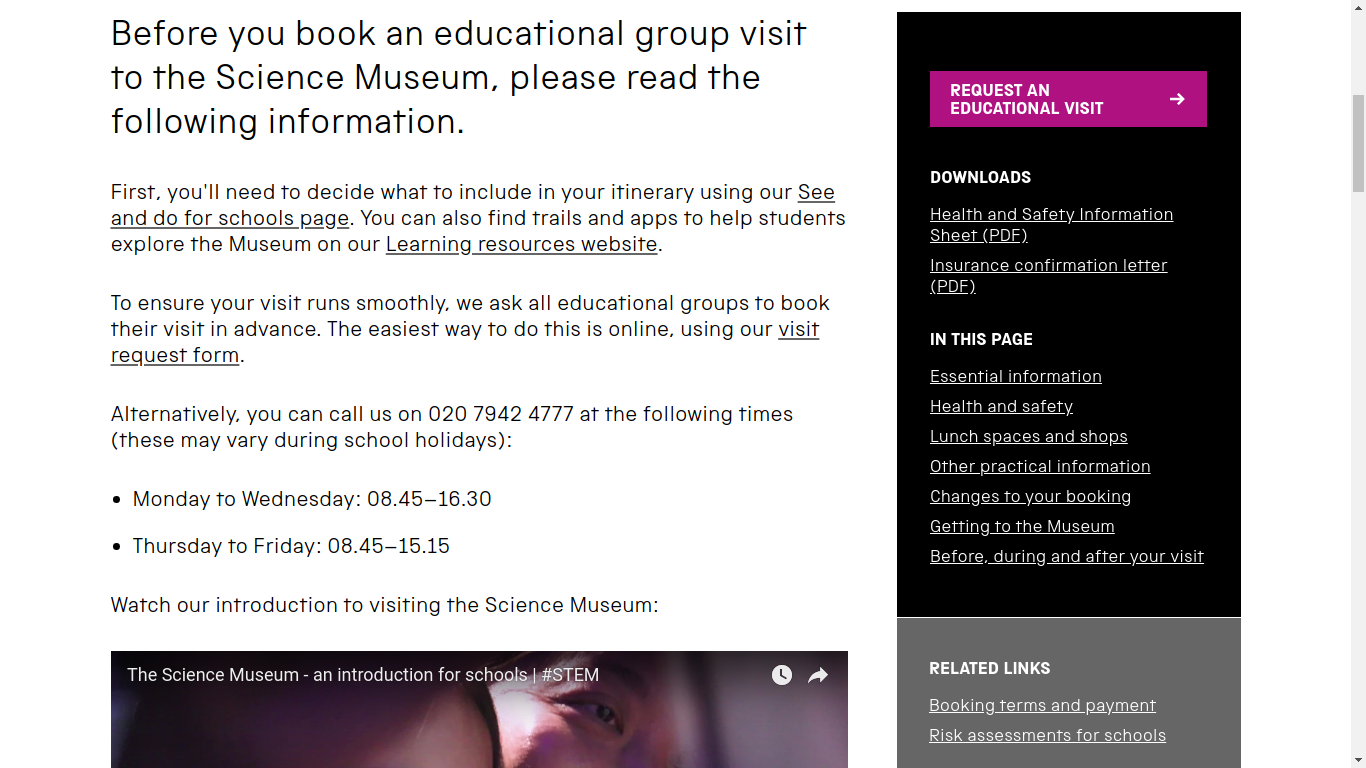 Before you book an educational group visit
to the Science Museum, please read the
following information.
First, you'll need to decide what to include in your itinerary using our See
and do for schools page. You can also find trails and apps to help students
explore the Museum on our Learning resources website.
To ensure your visit runs smoothly, we ask all educational groups to book
their visit in advance. The easiest way to do this is online, using our visit
request form.
Alternatively, you can call us on 020 7942 4777 at the following times
(these may vary during school holidays):
• Monday to Wednesday: 08.45–16.30
• Thursday to Friday: 08.45–15.15
Watch our introduction to visiting the Science Museum:
The Science Museum - an introduction for schools | #STEM
REQUEST AN
EDUCATIONAL VISIT
DOWNLOADS
Health and Safety Information
Sheet (PDF)
Insurance confirmation letter
(PDF)
IN THIS PAGE
Essential information
Health and safety
Lunch spaces and shops
Other practical information
Changes to your booking
Getting to the Museum
Before, during and after your visit
RELATED LINKS
Booking terms and payment
Risk assessments for schools